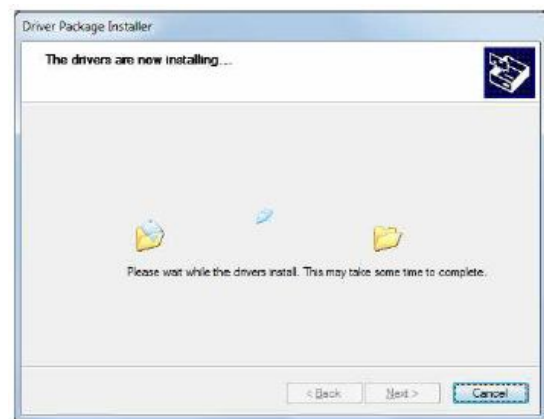 Driver Package Installer
The drivers are now installing...
Please wait while the drivers install. This may take some time to complete.
< Back Next > Cancel